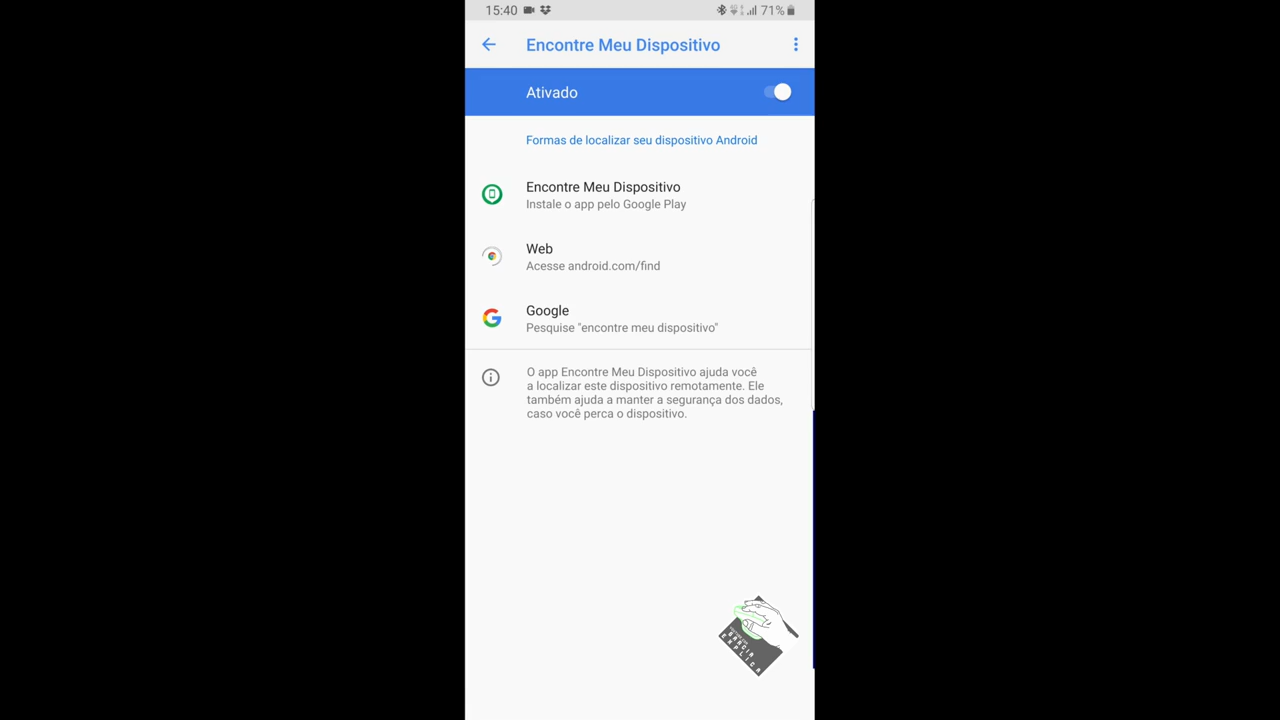 15:40
71%
Encontre Meu Dispositivo
Ativado
Formas de localizar seu dispositivo Android
Encontre Meu Dispositivo
Instale o app pelo Google Play
Web
Acesse android.com/find
Google
Pesquise "encontre meu dispositivo"
O app Encontre Meu Dispositivo ajuda você
a localizar este dispositivo remotamente. Ele
também ajuda a manter a segurança dos dados,
caso você perca o dispositivo.
GARCIA
EXPLICA